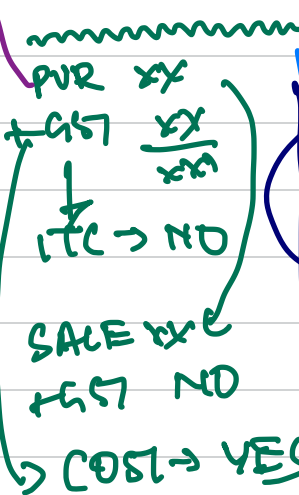 PUR XX
+GST XX
XXX
ITC → NO
SALE XX
+GST NO
COST → YES